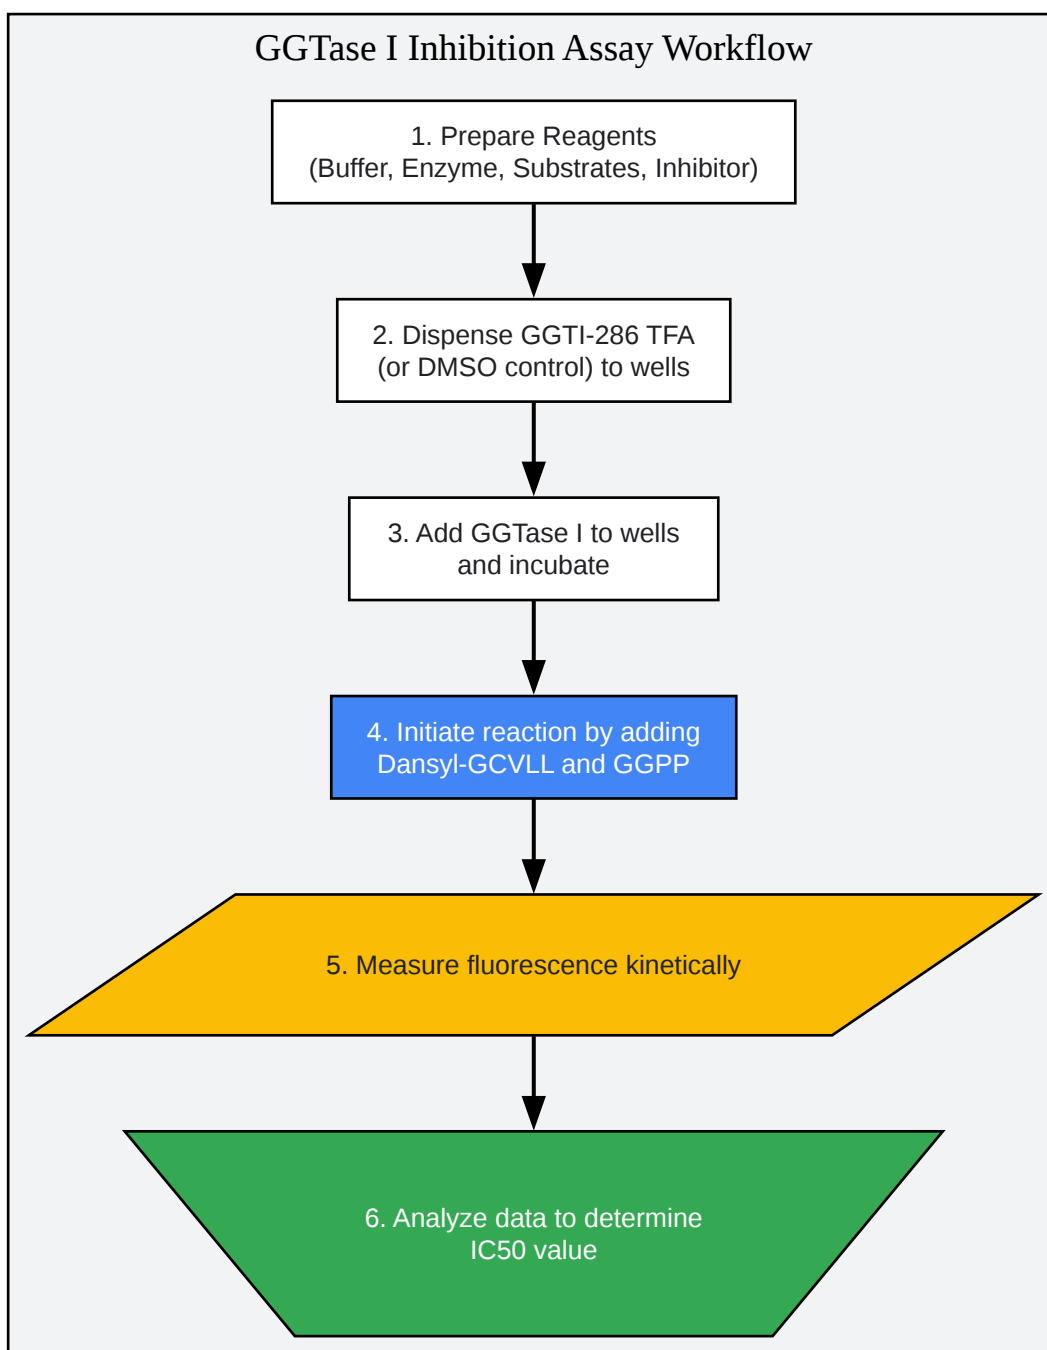 GGTase I Inhibition Assay Workflow
1. Prepare Reagents
(Buffer, Enzyme, Substrates, Inhibitor)
2. Dispense GGTI-286 TFA
(or DMSO control) to wells
3. Add GGTase I to wells
and incubate
4. Initiate reaction by adding
Dansyl-GCVLL and GGPP
5. Measure fluorescence kinetically
6. Analyze data to determine
IC50 value